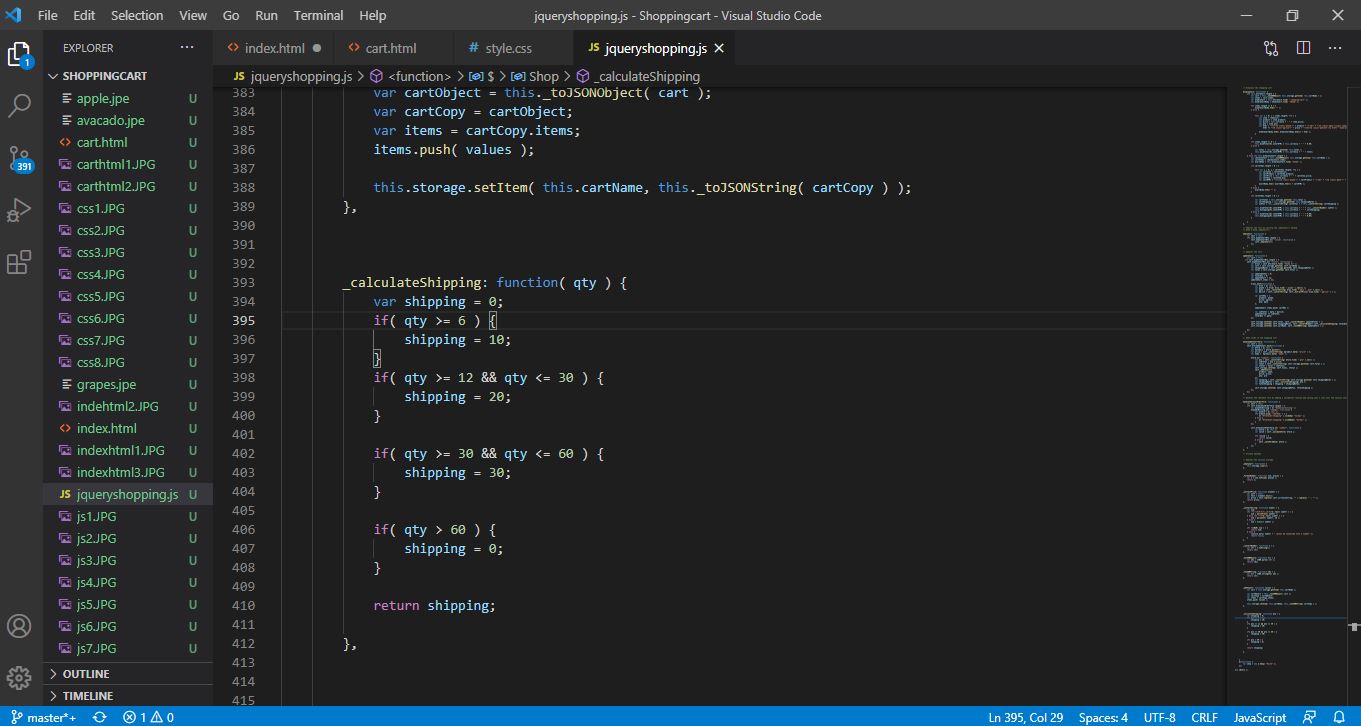 File Edit Selection View Go Run Terminal Help jqueryshopping.js - Shoppingcart - Visual Studio Code
EXPLORER ···
1
391
SHOPPINGCART
apple.jpe U
avacado.jpe U
cart.html U
carthtml1.JPG U
carthtml2.JPG U
css1.JPG U
css2.JPG U
css3.JPG U
css4.JPG U
css5.JPG U
css6.JPG U
css7.JPG U
css8.JPG U
grapes.jpe U
indehtml2.JPG U
index.html U
indexhtml1.JPG U
indexhtml3.JPG U
JS jqueryshopping.js U
js1.JPG U
js2.JPG U
js3.JPG U
js4.JPG U
js5.JPG U
js6.JPG U
js7.JPG U
OUTLINE
TIMELINE
<> index.html ● <> cart.html # style.css JS jqueryshopping.js ×
JS jqueryshopping.js > <function> > $ > Shop > _calculateShipping
383 var cartObject = this._toJSONObject( cart );
384 var cartCopy = cartObject;
385 var items = cartCopy.items;
386 items.push( values );
387
388 this.storage.setItem( this.cartName, this._toJSONString( cartCopy ) );
389 },
390
391
392
393 _calculateShipping: function( qty ) {
394 var shipping = 0;
395 if( qty >= 6 ) {
396 shipping = 10;
397 }
398 if( qty >= 12 && qty <= 30 ) {
399 shipping = 20;
400 }
401
402 if( qty >= 30 && qty <= 60 ) {
403 shipping = 30;
404 }
405
406 if( qty > 60 ) {
407 shipping = 0;
408 }
409
410 return shipping;
411
412 },
413
414
415
master*+ 1 0 Ln 395, Col 29 Spaces: 4 UTF-8 CRLF JavaScript